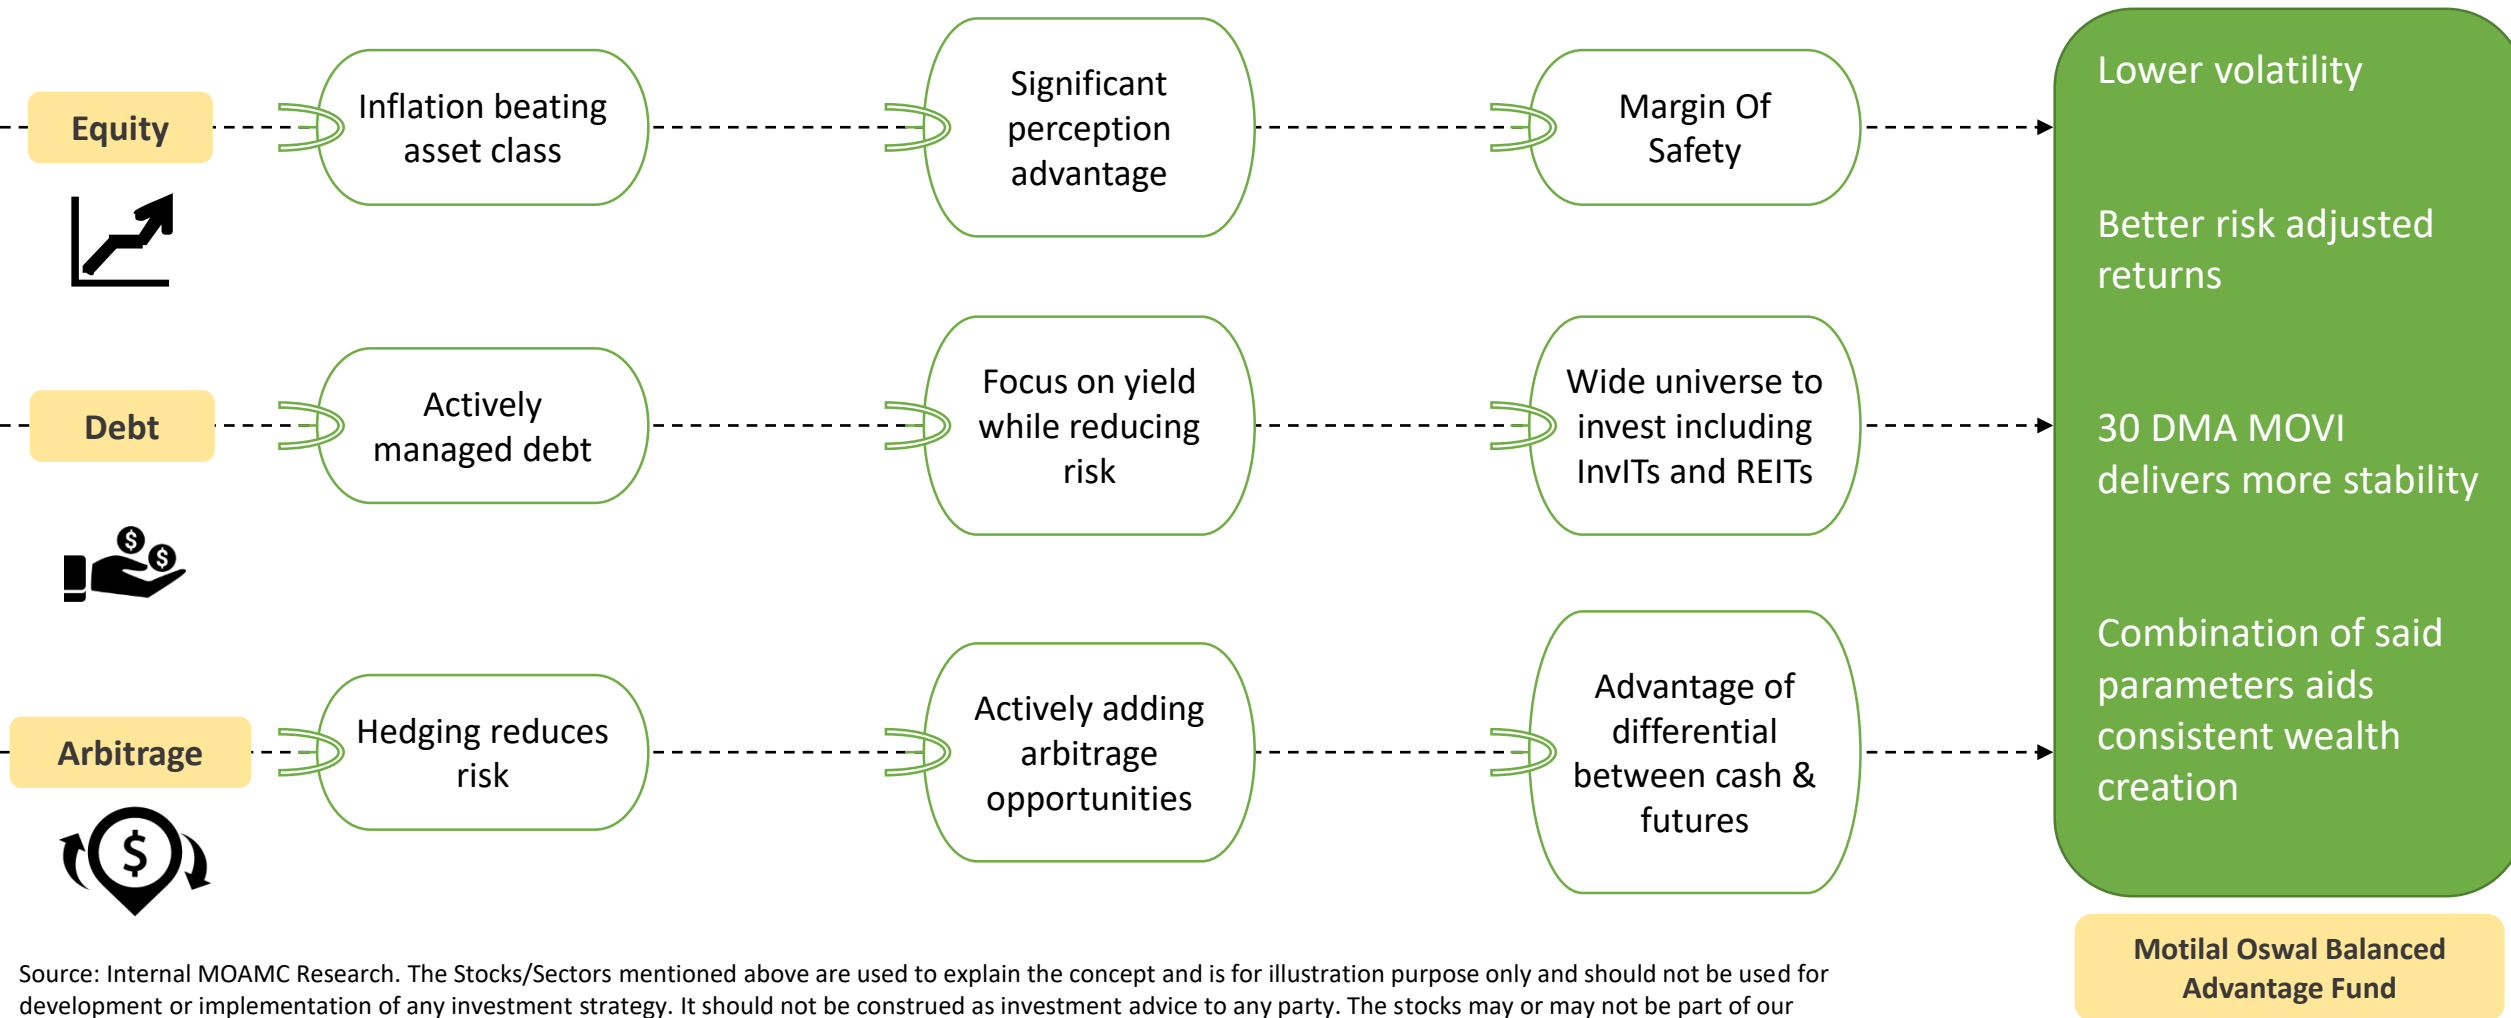 Equity
Inflation beating
asset class
Significant
perception
advantage
Margin Of
Safety
Debt
Actively
managed debt
Focus on yield
while reducing
risk
Wide universe to
invest including
InvITs and REITs
Arbitrage
Hedging reduces
risk
Actively adding
arbitrage
opportunities
Advantage of
differential
between cash &
futures
Lower volatility
Better risk adjusted
returns
30 DMA MOVI
delivers more stability
Combination of said
parameters aids
consistent wealth
creation
Motilal Oswal Balanced
Advantage Fund
Source: Internal MOAMC Research. The Stocks/Sectors mentioned above are used to explain the concept and is for illustration purpose only and should not be used for
development or implementation of any investment strategy. It should not be construed as investment advice to any party. The stocks may or may not be part of our
$
$
$